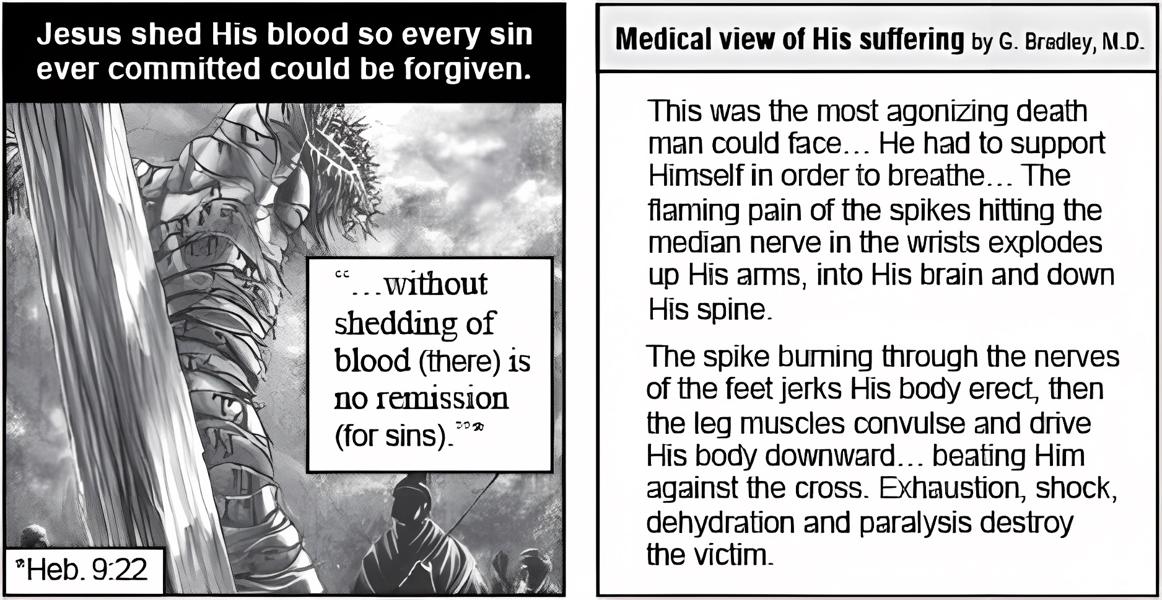 Jesus shed His blood so every sin
ever committed could be forgiven.
“...without
shedding of
blood (there) is
no remission
(for sins).”*
*Heb. 9:22
Medical view of His suffering by G. Bradley, M.D.
This was the most agonizing death
man could face... He had to support
Himself in order to breathe... The
flaming pain of the spikes hitting the
median nerve in the wrists explodes
up His arms, into His brain and down
His spine.
The spike burning through the nerves
of the feet jerks His body erect, then
the leg muscles convulse and drive
His body downward... beating Him
against the cross. Exhaustion, shock,
dehydration and paralysis destroy
the victim.